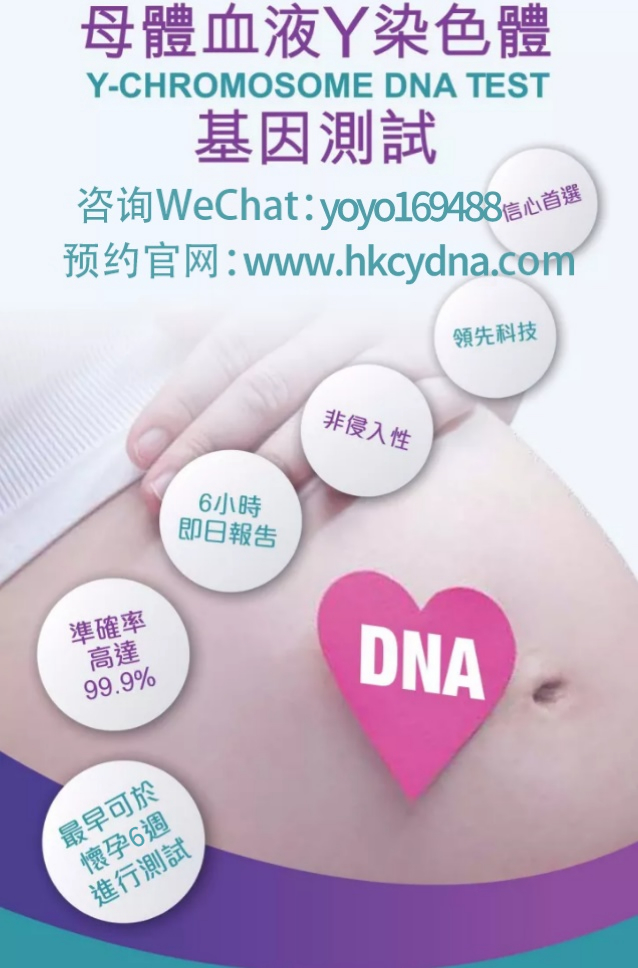 母體血液Y染色體
Y-CHROMOSOME DNA TEST
基因測試
咨询WeChat：yoyo169488
信心首選
预约官网：www.hkcydna.com
領先科技
非侵入性
6小時
即日報告
準確率
高達
99.9%
DNA
最早可於
懷孕6週
進行測試